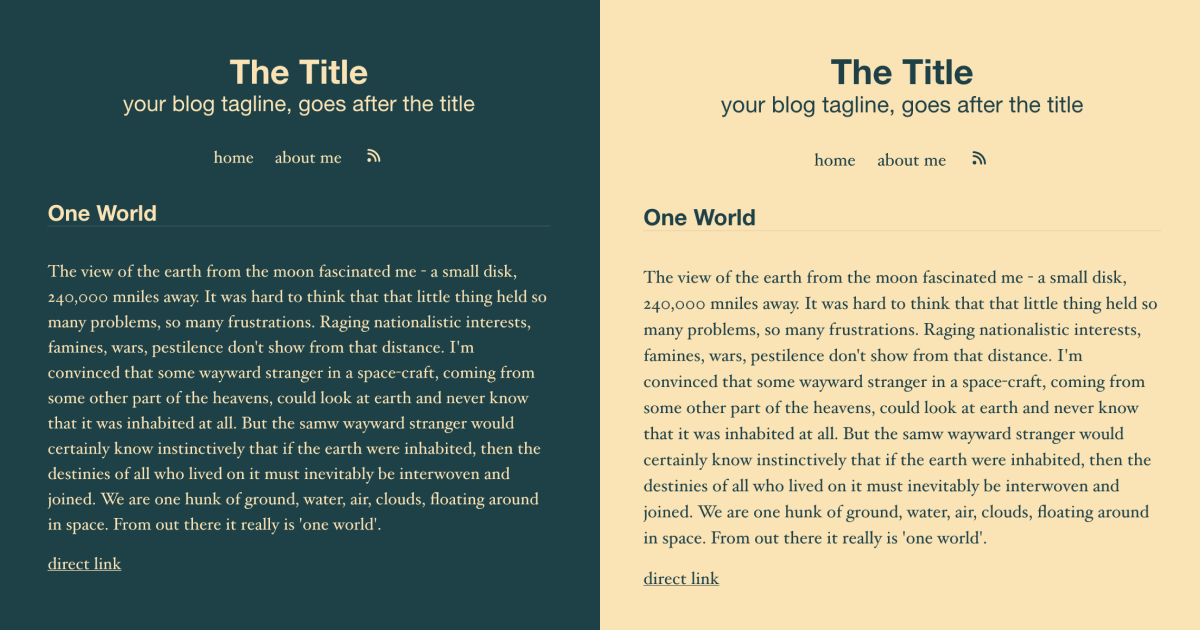 The Title
your blog tagline, goes after the title
home about me
One World
The view of the earth from the moon fascinated me - a small disk,
240,000 mniles away. It was hard to think that that little thing held so
many problems, so many frustrations. Raging nationalistic interests,
famines, wars, pestilence don't show from that distance. I'm
convinced that some wayward stranger in a space-craft, coming from
some other part of the heavens, could look at earth and never know
that it was inhabited at all. But the samw wayward stranger would
certainly know instinctively that if the earth were inhabited, then the
destinies of all who lived on it must inevitably be interwoven and
joined. We are one hunk of ground, water, air, clouds, floating around
in space. From out there it really is 'one world'.
direct link
The Title
your blog tagline, goes after the title
home about me
One World
The view of the earth from the moon fascinated me - a small disk,
240,000 mniles away. It was hard to think that that little thing held so
many problems, so many frustrations. Raging nationalistic interests,
famines, wars, pestilence don't show from that distance. I'm
convinced that some wayward stranger in a space-craft, coming from
some other part of the heavens, could look at earth and never know
that it was inhabited at all. But the samw wayward stranger would
certainly know instinctively that if the earth were inhabited, then the
destinies of all who lived on it must inevitably be interwoven and
joined. We are one hunk of ground, water, air, clouds, floating around
in space. From out there it really is 'one world'.
direct link